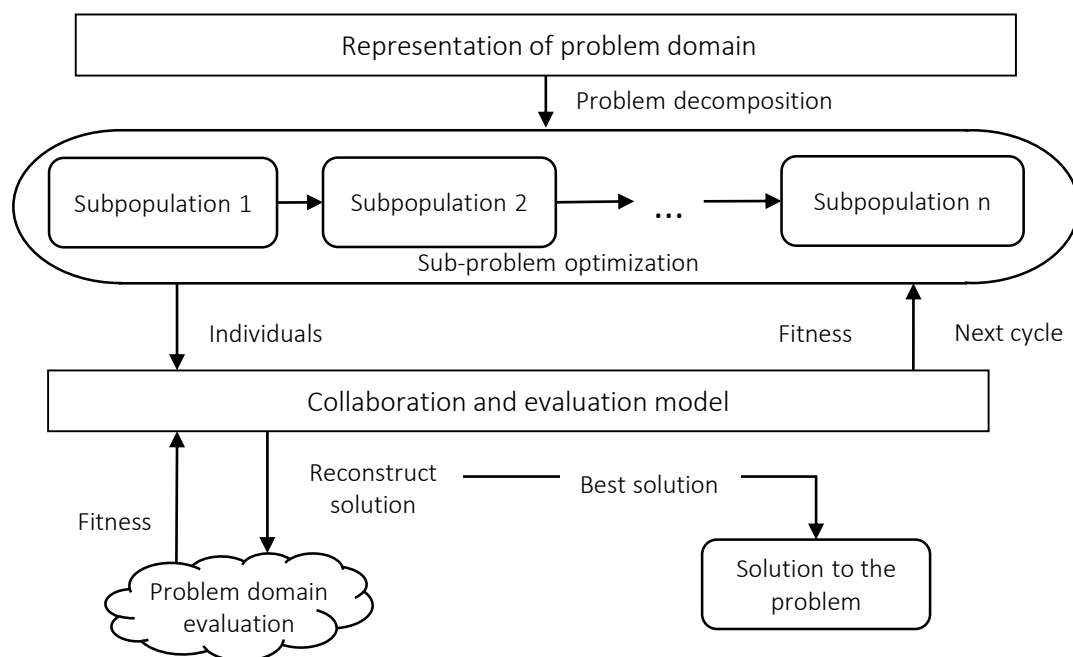 Representation of problem domain
Problem decomposition
Subpopulation 1
Subpopulation 2
...
Subpopulation n
Sub-problem optimization
Individuals
Fitness
Next cycle
Collaboration and evaluation model
Reconstruct
solution
Best solution
Fitness
Problem domain
evaluation
Solution to the
problem